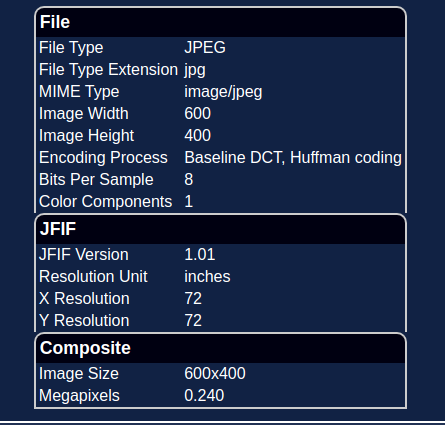 File
File Type JPEG
File Type Extension jpg
MIME Type image/jpeg
Image Width 600
Image Height 400
Encoding Process Baseline DCT, Huffman coding
Bits Per Sample 8
Color Components 1
JFIF
JFIF Version 1.01
Resolution Unit inches
X Resolution 72
Y Resolution 72
Composite
Image Size 600x400
Megapixels 0.240